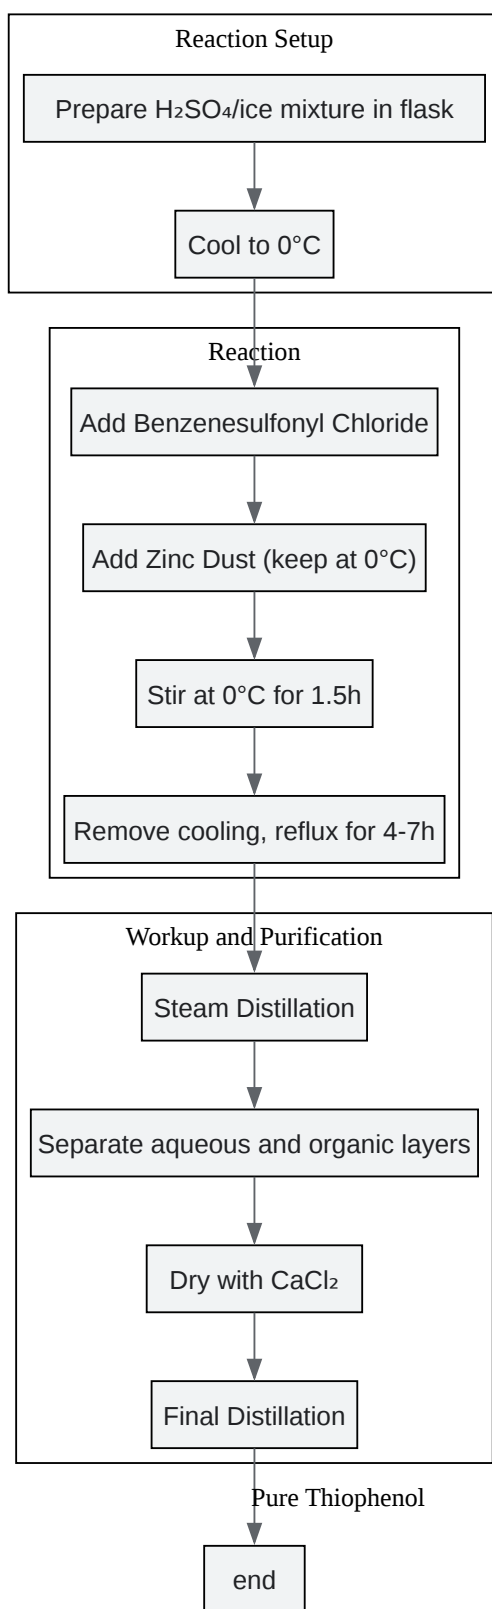 Reaction Setup
Prepare H₂SO₄/ice mixture in flask
Cool to 0°C
Reaction
Add Benzenesulfonyl Chloride
Add Zinc Dust (keep at 0°C)
Stir at 0°C for 1.5h
Remove cooling, reflux for 4-7h
Workup and Purification
Steam Distillation
Separate aqueous and organic layers
Dry with CaCl₂
Final Distillation
Pure Thiophenol
end